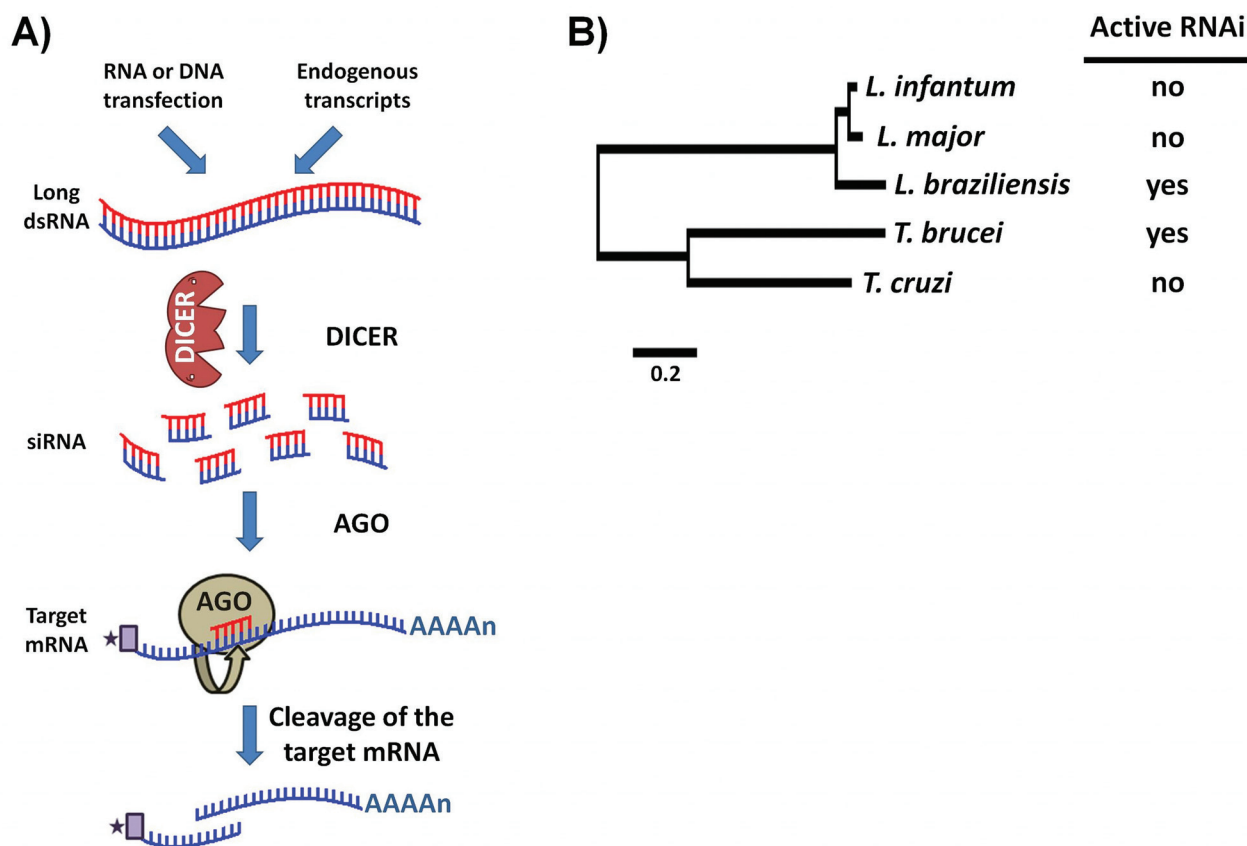 A)
RNA or DNA
transfection
Endogenous
transcripts
Long
dsRNA
DICER
DICER
siRNA
AGO
Target
mRNA
AGO
AAAAn
Cleavage of the
target mRNA
AAAAn
B)
Active RNAi
L. infantum no
L. major no
L. braziliensis yes
T. brucei yes
T. cruzi no
0.2